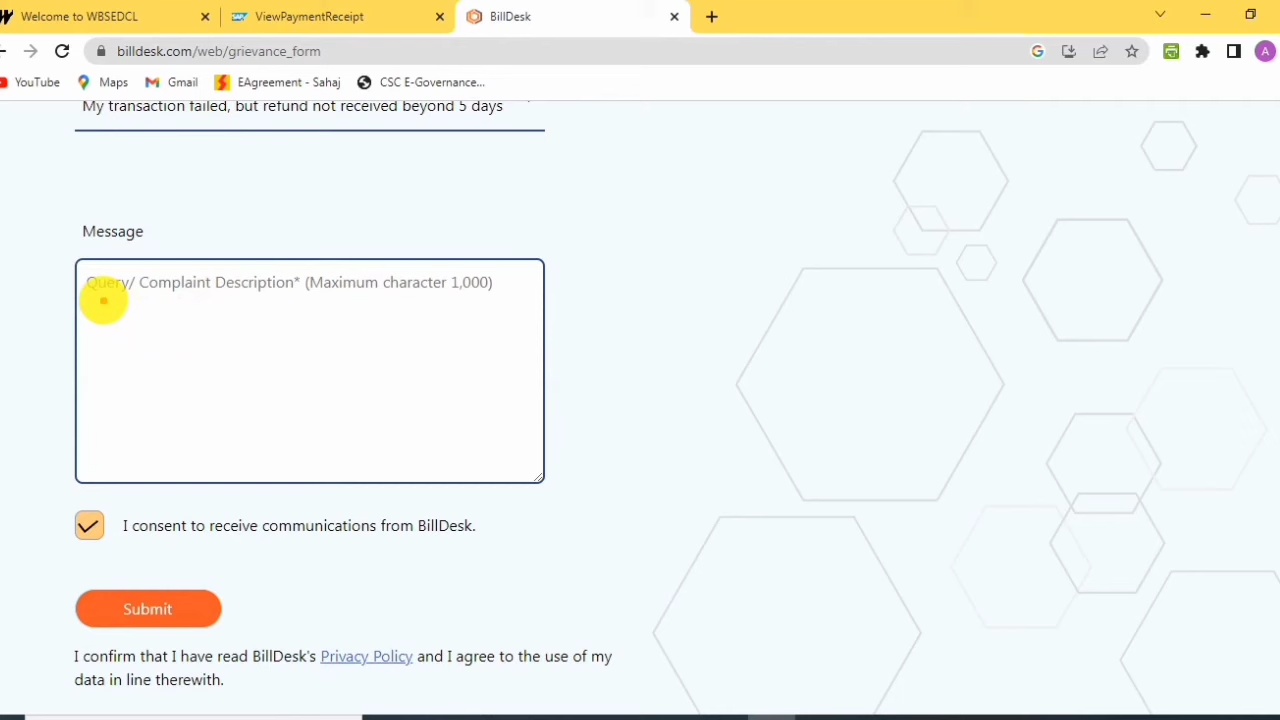 Welcome to WBSEDCL
ViewPaymentReceipt
BillDesk
billdesk.com/web/grievance_form
YouTube
Maps
Gmail
EAgreement - Sahaj
CSC E-Governance...
A
My transaction failed, but refund not received beyond 5 days
Message
Query/ Complaint Description* (Maximum character 1,000)
I consent to receive communications from BillDesk.
Submit
I confirm that I have read BillDesk's Privacy Policy and I agree to the use of my
data in line therewith.